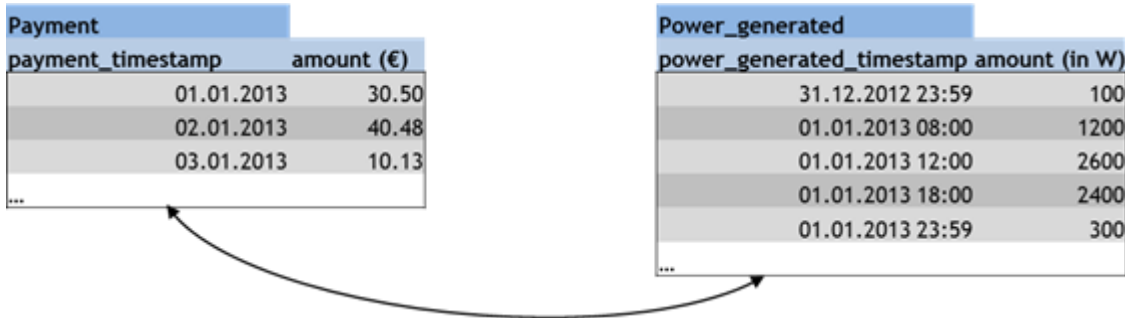 Payment
payment_timestamp amount (€)
01.01.2013 30.50
02.01.2013 40.48
03.01.2013 10.13
...
Power_generated
power_generated_timestamp amount (in W)
31.12.2012 23:59 100
01.01.2013 08:00 1200
01.01.2013 12:00 2600
01.01.2013 18:00 2400
01.01.2013 23:59 300
...